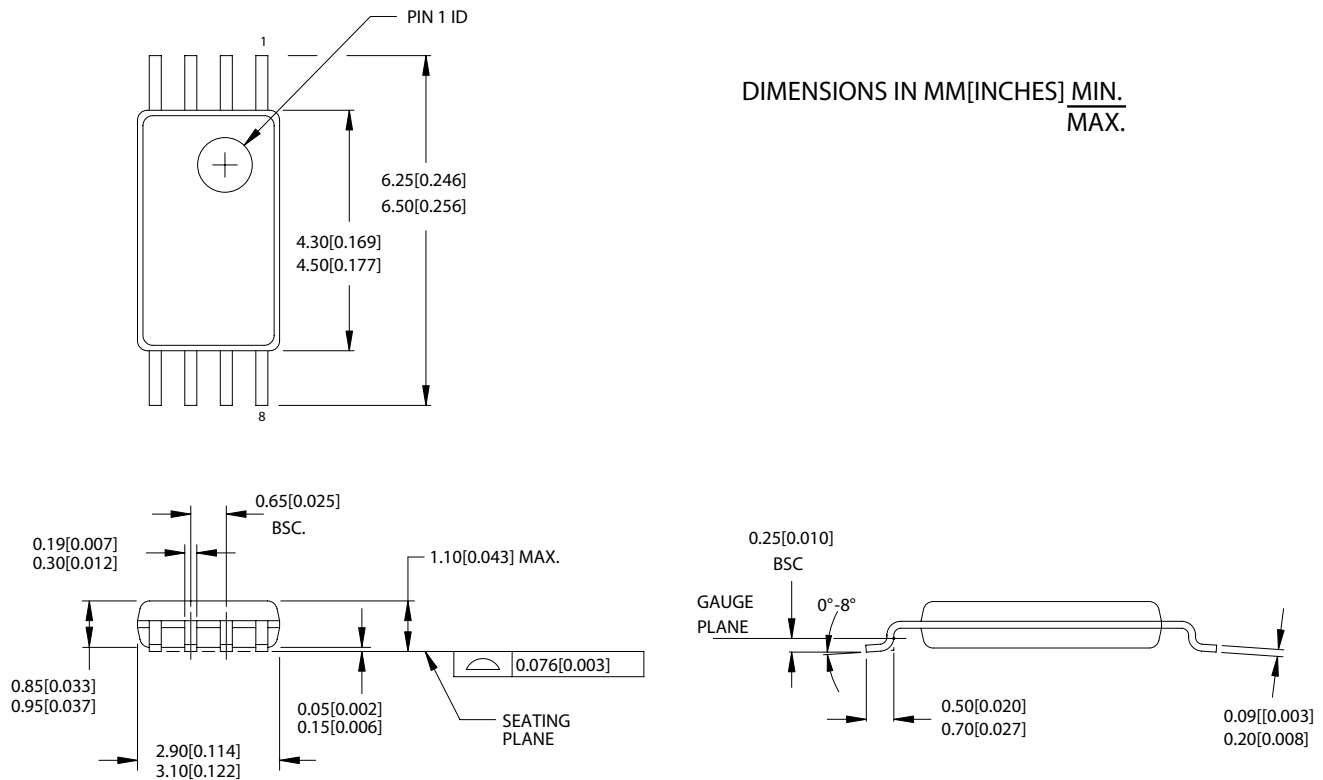 PIN 1 ID
1
DIMENSIONS IN MM[INCHES] MIN.
MAX.
6.25[0.246]
6.50[0.256]
4.30[0.169]
4.50[0.177]
8
0.65[0.025]
BSC.
0.19[0.007]
0.30[0.012]
1.10[0.043] MAX.
0.85[0.033]
0.95[0.037]
0.05[0.002]
0.15[0.006]
2.90[0.114]
3.10[0.122]
0.076[0.003]
SEATING
PLANE
0.25[0.010]
BSC
GAUGE
PLANE
0°-8°
0.50[0.020]
0.70[0.027]
0.09[[0.003]
0.20[0.008]